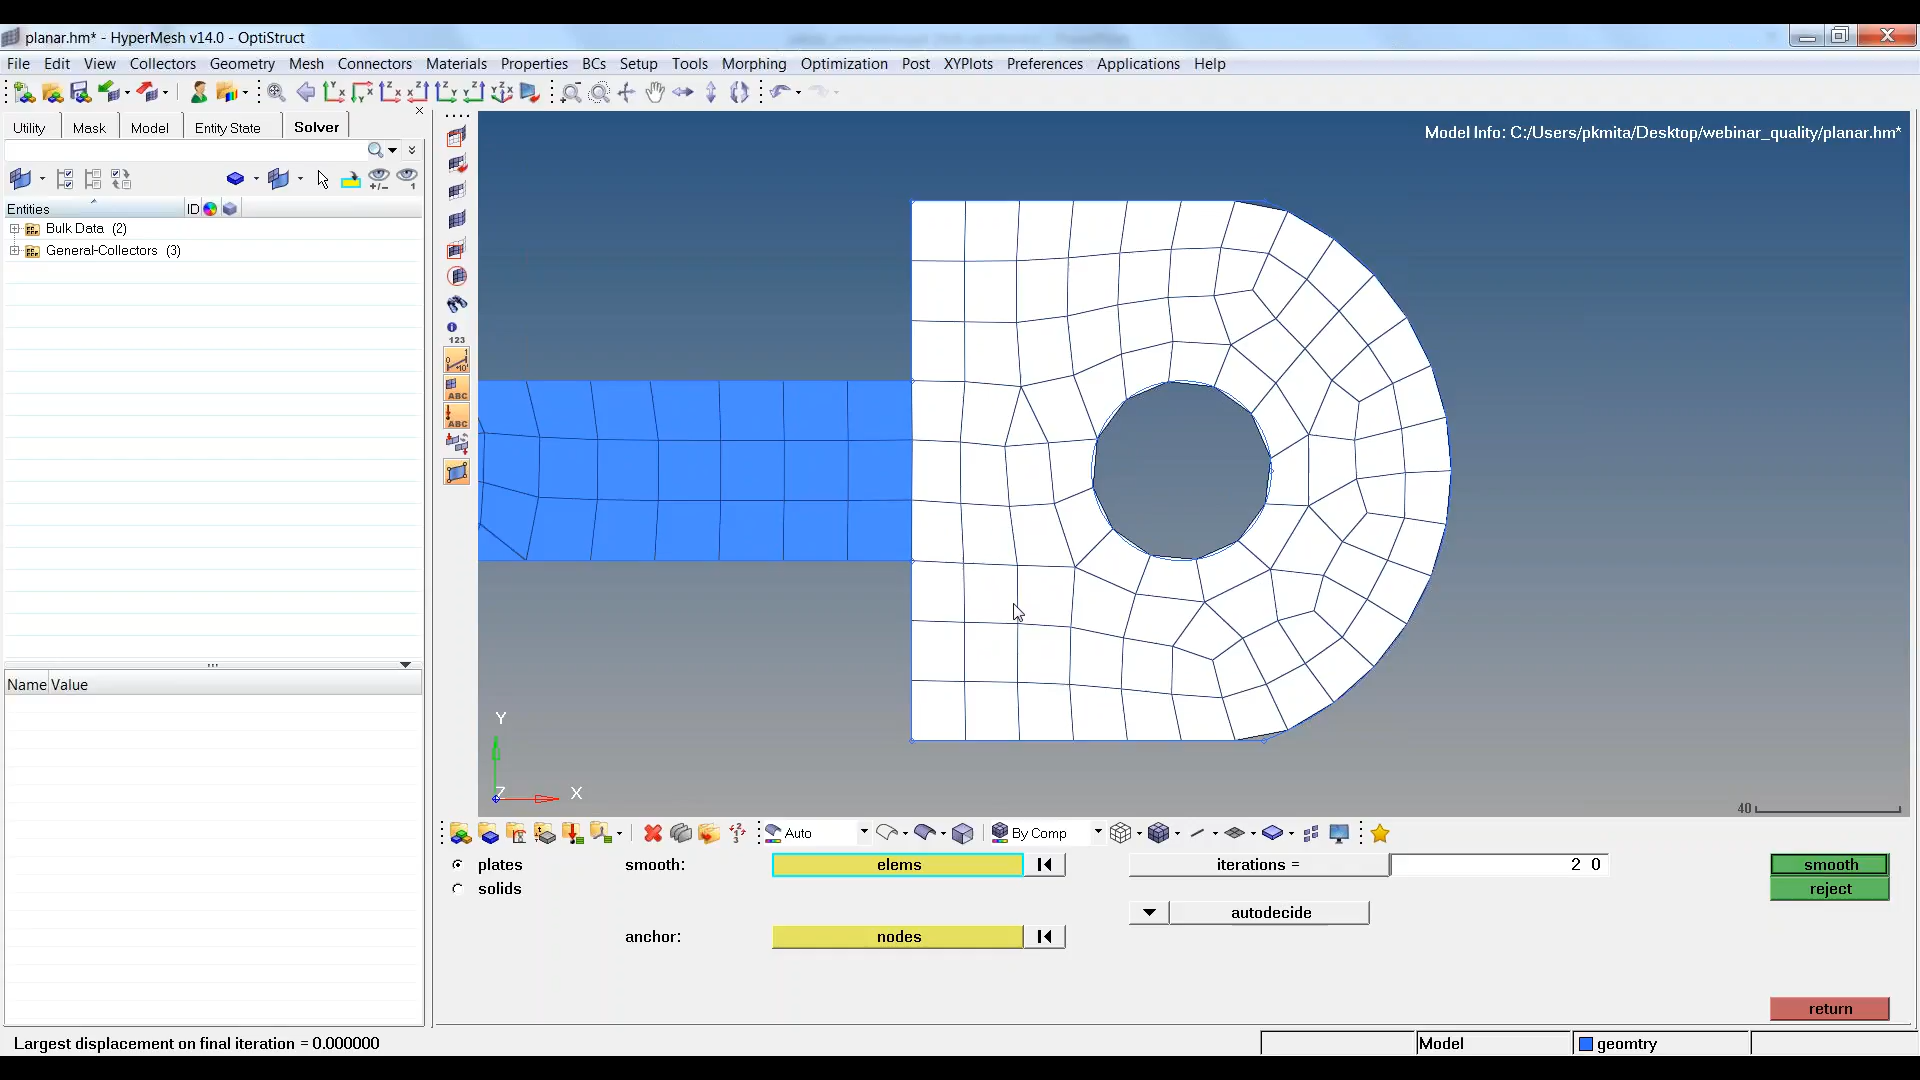 planar.hm* - HyperMesh v14.0 - OptiStruct
File Edit View Collectors Geometry Mesh Connectors Materials Properties BCs Setup Tools Morphing Optimization Post XYPlots Preferences Applications Help
Utility Mask Model Entity State Solver
Entities ID
Bulk Data (2)
General-Collectors (3)
Name Value
123
ABC
ABC
Model Info: C:/Users/pkmita/Desktop/webinar_quality/planar.hm*
Y
Z X
40
Auto By Comp
plates smooth: elems iterations = 2 0 smooth
solids reject
autodecide
anchor: nodes
return
Largest displacement on final iteration = 0.000000 Model geomtry